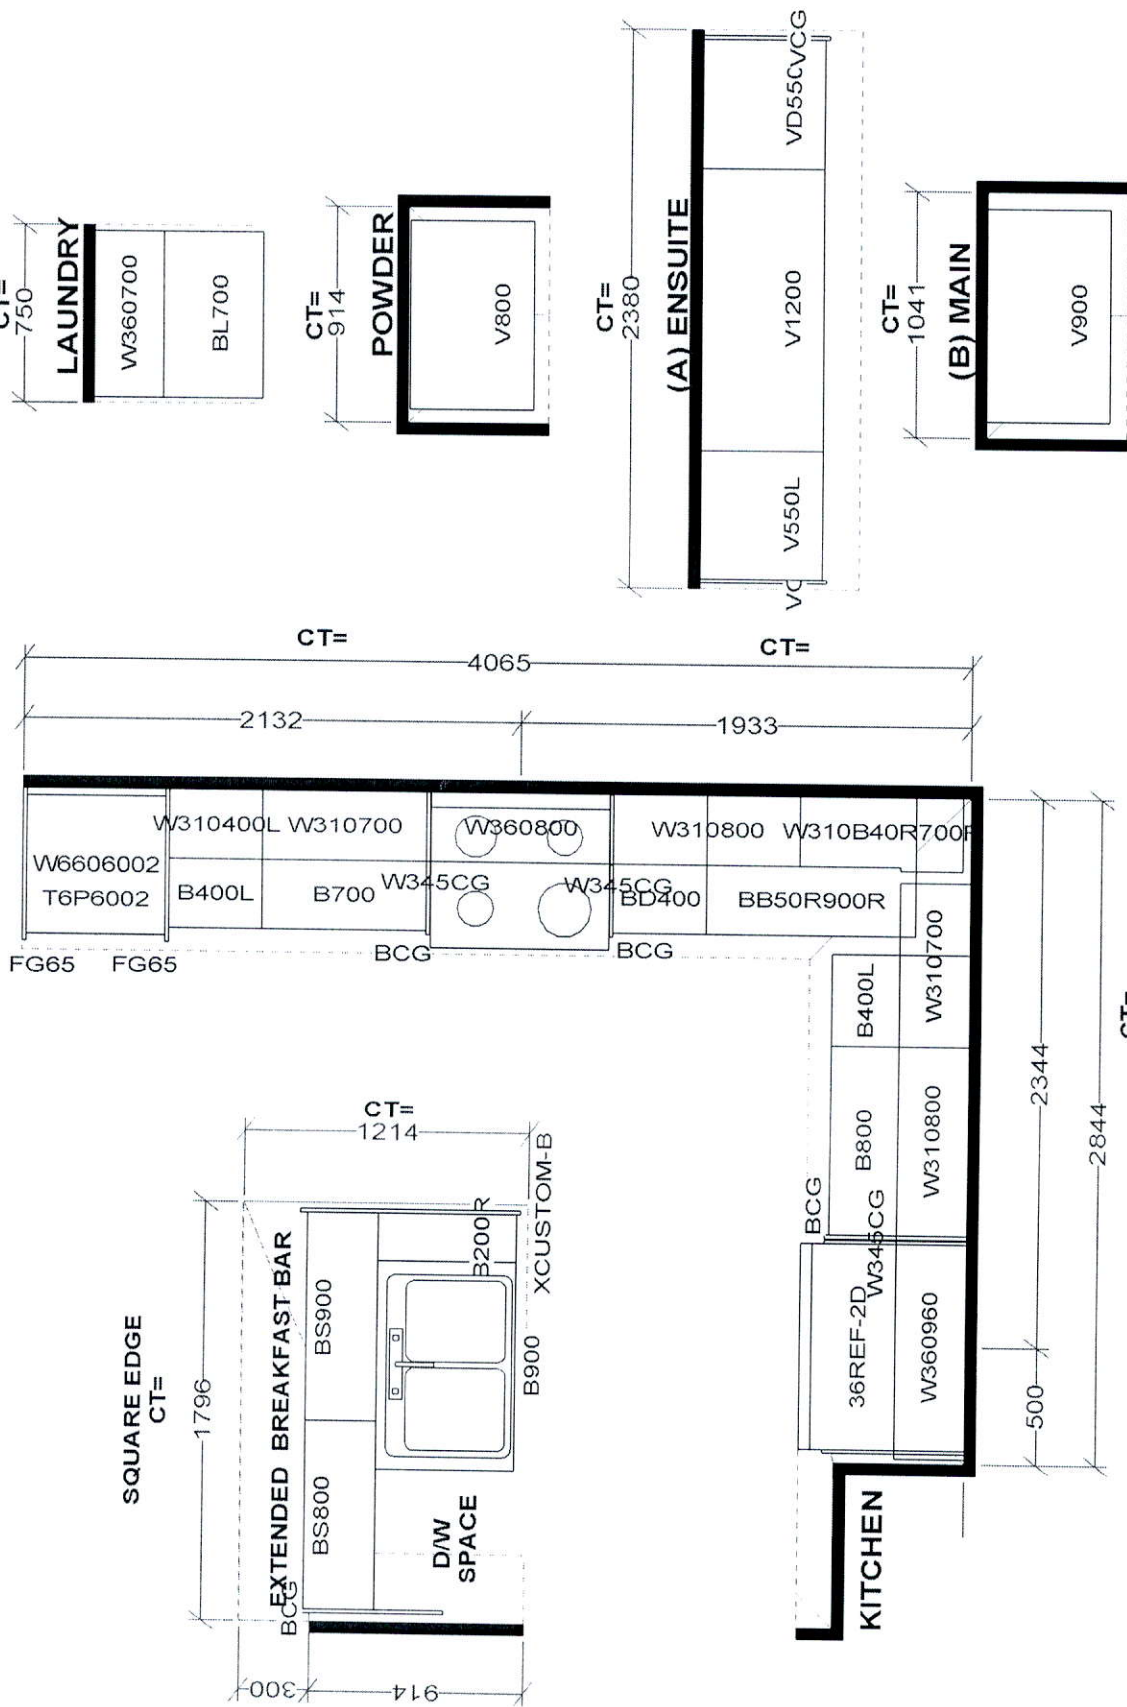 CT=
750
LAUNDRY
W360700
BL700
CT=
914
POWDER
V800
CT=
2380
(A) ENSUITE
VD550
VCG
V1200
V550L
CT=
1041
(B) MAIN
V900
CT=
CT=
4065
2132
1933
W310400L
W310700
W360800
W310800
W310B40R700R
W6606002
T6P6002
B400L
B700
W345CG
W345CG
BD400
BB50R900R
FG65
FG65
BCG
BCG
W310700
B400L
W310800
B800
BCG
W345CG
36REF-2D
W360960
2344
500
2844
CT=
KITCHEN
SQUARE EDGE
CT=
1796
CT=
1214
EXTENDED BREAKFAST BAR
BS900
BS800
B200R
XCUSTOM-B
B900
D/W
SPACE
BCG
300
914